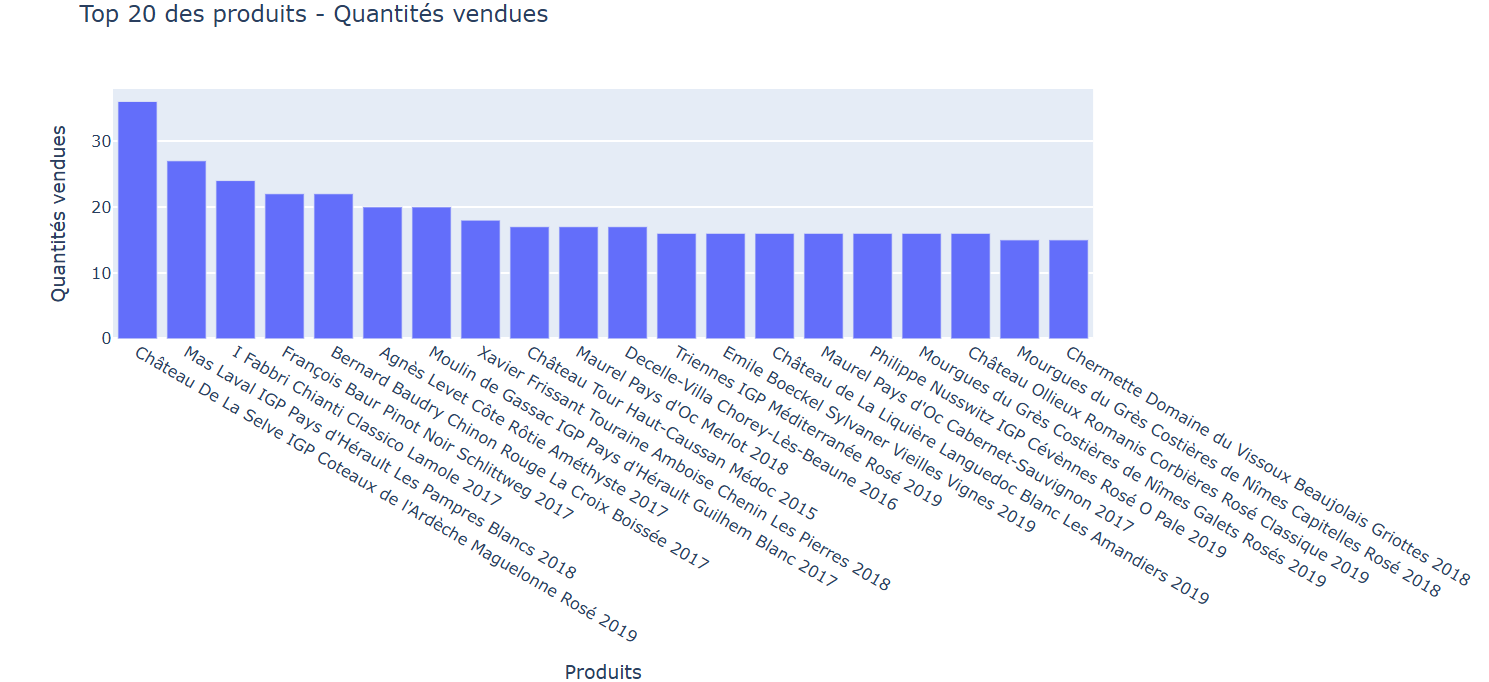 Top 20 des produits - Quantités vendues
Quantités vendues
30
20
10
0
Château De La Selve IGP Coteaux de l'Ardèche Maguelonne Rosé 2019
Mas Laval IGP Pays d'Hérault Les Pampres Blancs 2018
I Fabbri Chianti Classico Lamole 2017
François Baur Pinot Noir Schlittweg 2017
Bernard Baudry Chinon Rouge La Croix Boissée 2017
Agnès Levet Côte Rôtie Améthyste 2017
Moulin de Gassac IGP Pays d'Hérault Guilhem Blanc 2017
Xavier Frissant Touraine Amboise Chenin Les Pierres 2018
Château Tour Haut-Caussan Médoc 2015
Maurel Pays d'Oc Merlot 2018
Decelle-Villa Chorey-Lès-Beaune 2016
Triennes IGP Méditerranée Rosé 2019
Emile Boeckel Sylvaner Vieilles Vignes 2019
Château de La Liquière Languedoc Blanc Les Amandiers 2019
Maurel Pays d'Oc Cabernet-Sauvignon 2017
Philippe Nusswitz IGP Cévènnes Rosé O Pale 2019
Mourgues du Grès Costières de Nîmes Galets Rosés 2019
Château Ollieux Romanis Corbières Rosé Classique 2019
Mourgues du Grès Costières de Nîmes Capitelles Rosé 2018
Chermette Domaine du Vissoux Beaujolais Griottes 2018
Produits